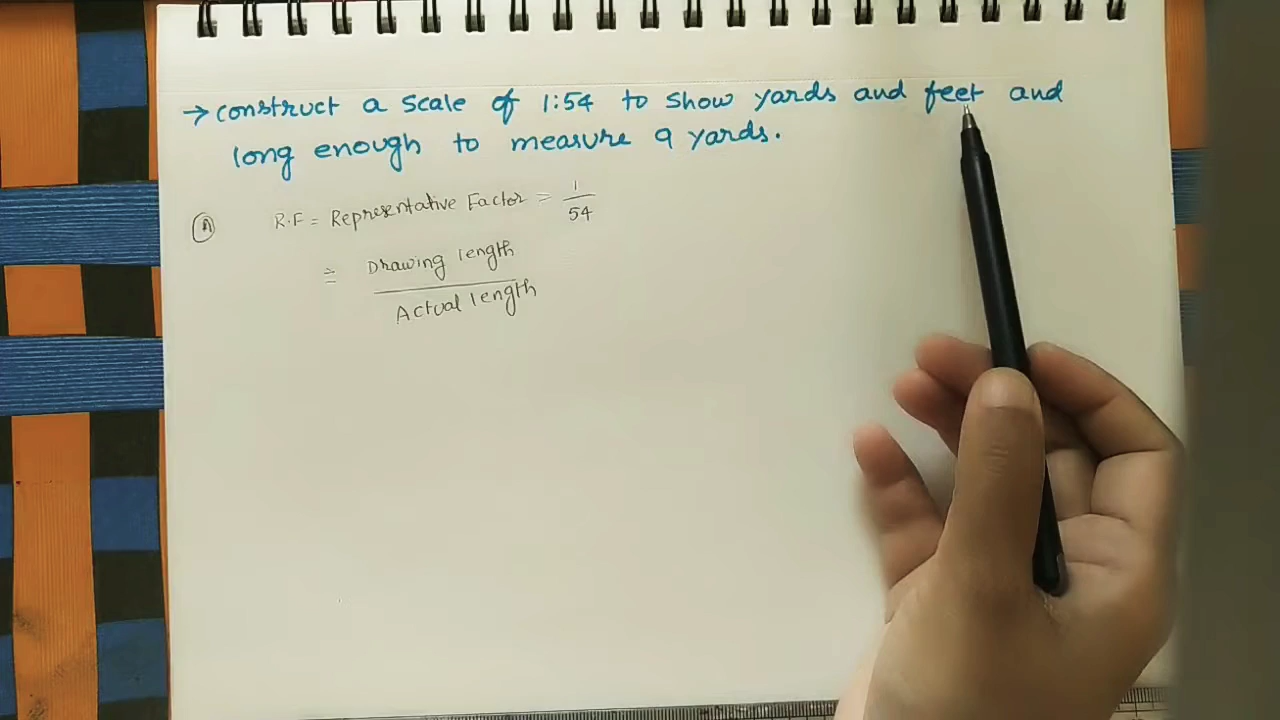 → construct a scale of 1:54 to show yards and feet and
long enough to measure 9 yards.
R.F = Representative Factor = 1/54
= Drawing length
Actual length